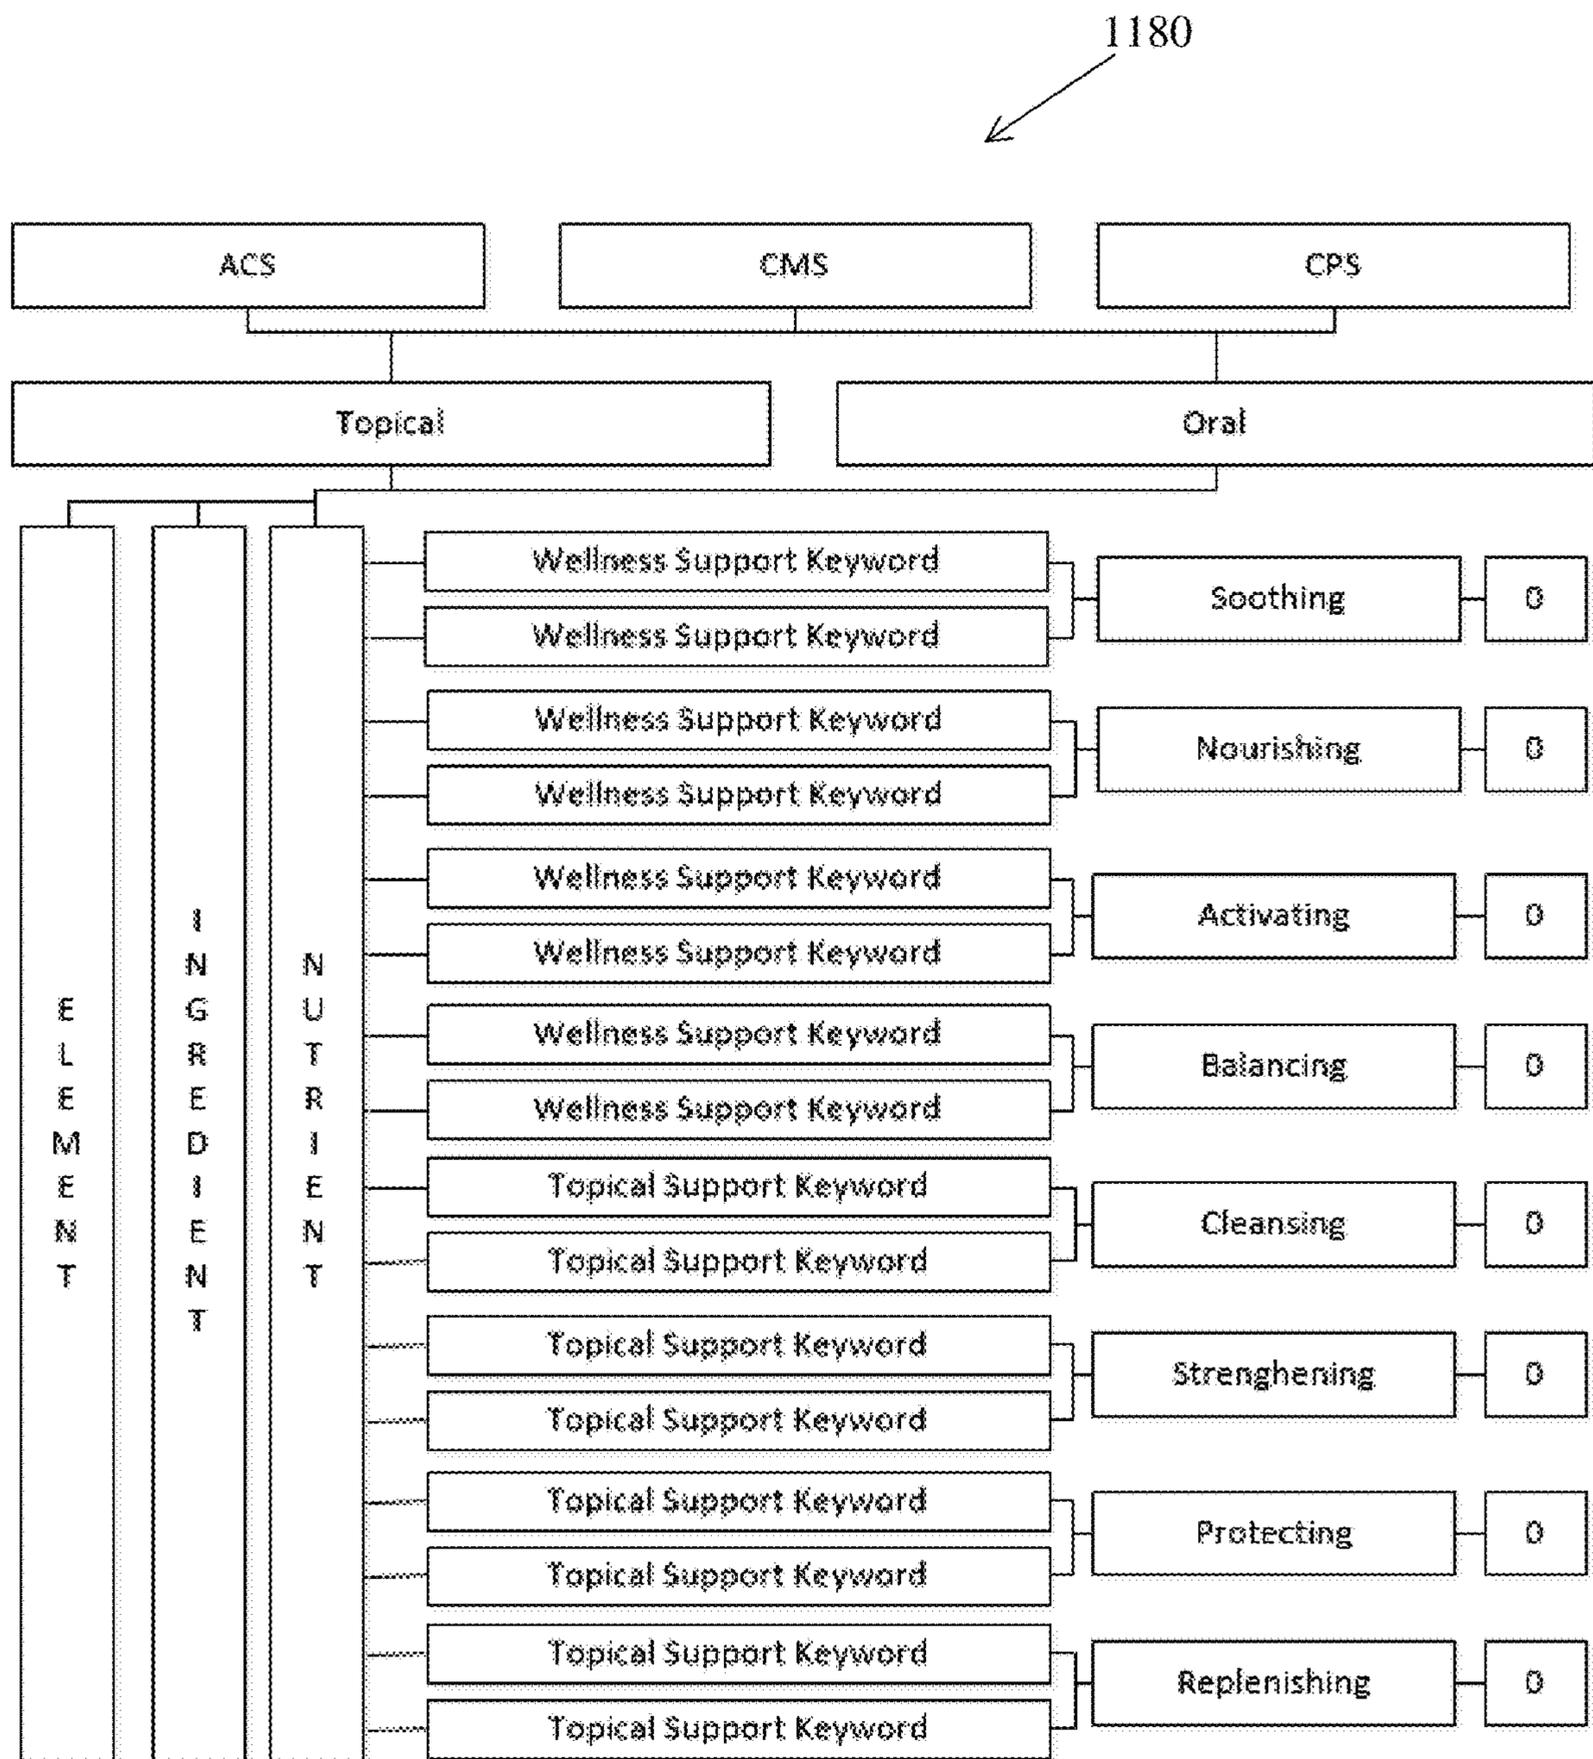 1180
ACS
CMS
CPS
Topical
Oral
ELEMENT
INGREDIENT
NUTRIENT
Wellness Support Keyword
Wellness Support Keyword
Soothing
0
Wellness Support Keyword
Wellness Support Keyword
Nourishing
0
Wellness Support Keyword
Wellness Support Keyword
Activating
0
Wellness Support Keyword
Wellness Support Keyword
Balancing
0
Topical Support Keyword
Topical Support Keyword
Cleansing
0
Topical Support Keyword
Topical Support Keyword
Strenghening
0
Topical Support Keyword
Topical Support Keyword
Protecting
0
Topical Support Keyword
Topical Support Keyword
Replenishing
0